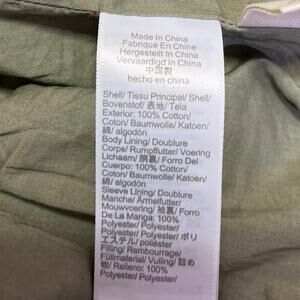 Made In China
Fabriqué En Chine
Hergestellt In China
Vervaardigd in China
中国製
hecho en china
Shell/ Tissu Principal/ Shell/
Bovenstof/ 表地/ Tela
Exterior: 100% Cotton/
Coton/ Baumwolle/ Katoen/
綿/ algodón
Body Lining/ Doublure
Corps/ Rumpffutter/ Voering
Lichaam/ 胴裏/ Forro Del
Cuerpo: 100% Cotton/
Coton/ Baumwolle/ Katoen/
綿/ algodón
Sleeve Lining/ Doublure
Manche/ Ärmelfutter/
Mouwvoering/ 袖裏/ Forro
De La Manga: 100%
Polyester/ Polyester/
Polyester/ Polyester/ ポリ
エステル/ poliéster
Filling/ Rembourrage/
Füllmaterial/ Vulling/ 詰め
物/ Relleno: 100%
Polyester/ Polyester/